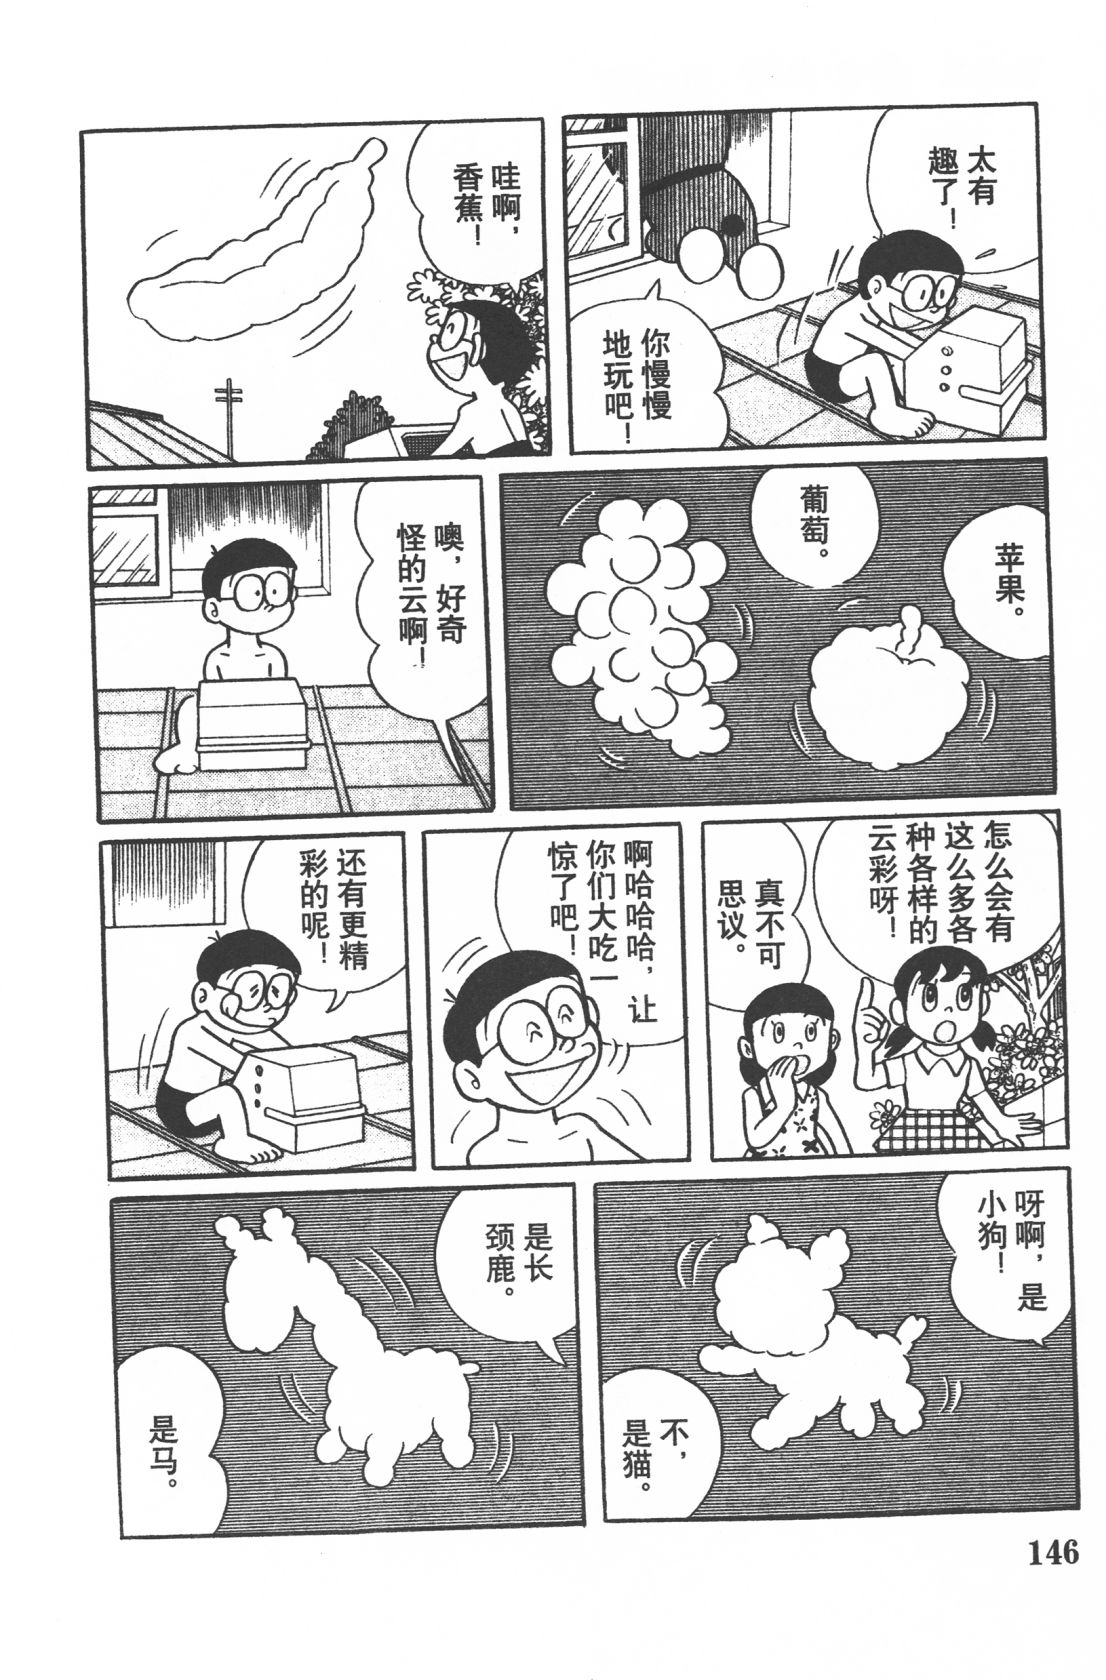 太有
趣了！
你慢慢
地玩吧！
哇啊，
香蕉！
苹果。
葡萄。
噢，好奇
怪的云啊！
怎么会有
这么多各
种各样的
云彩呀！
真不可
思议。
啊哈哈哈，让
你们大吃一
惊了吧！
还有更精
彩的呢！
呀啊，是
小狗！
不，
是猫。
是长
颈鹿。
是马。
146